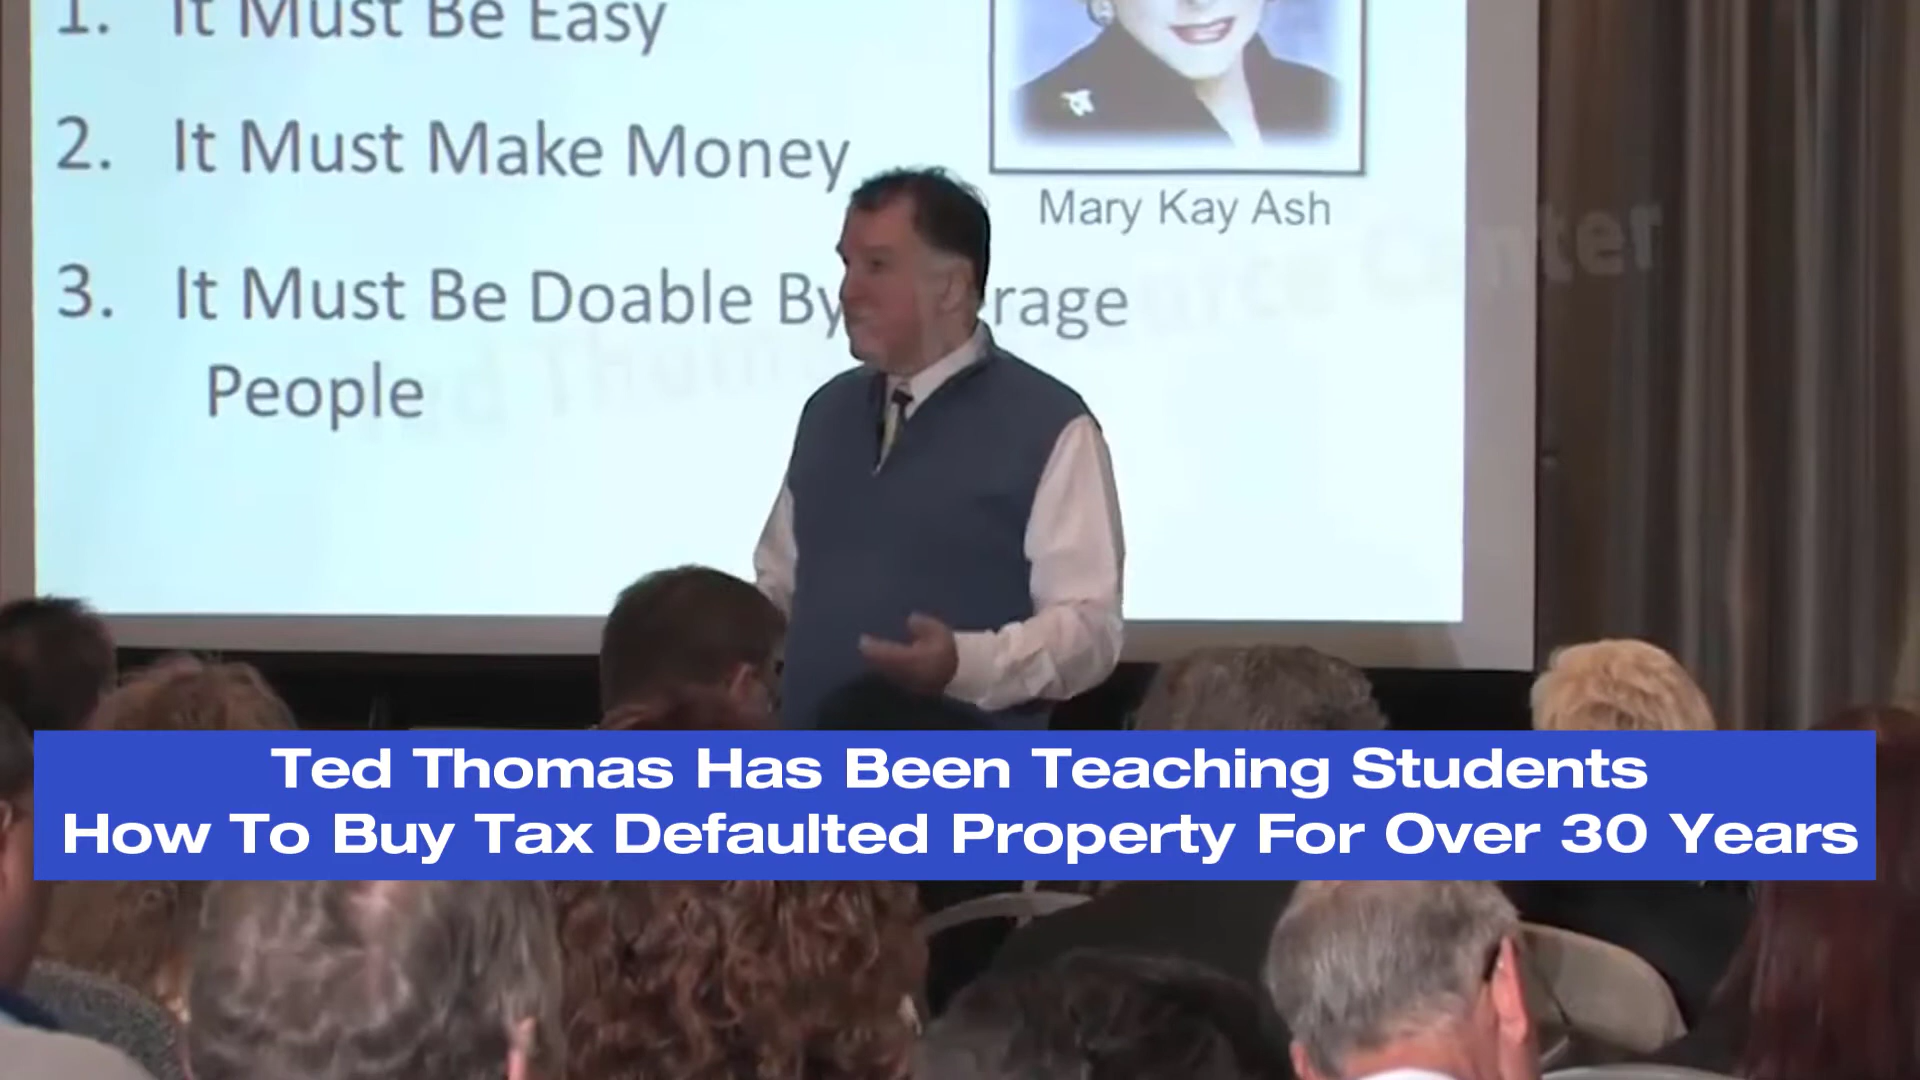 1. It Must Be Easy
2. It Must Make Money
Mary Kay Ash
3. It Must Be Doable By rage
People
Ted Thomas Has Been Teaching Students
How To Buy Tax Defaulted Property For Over 30 Years